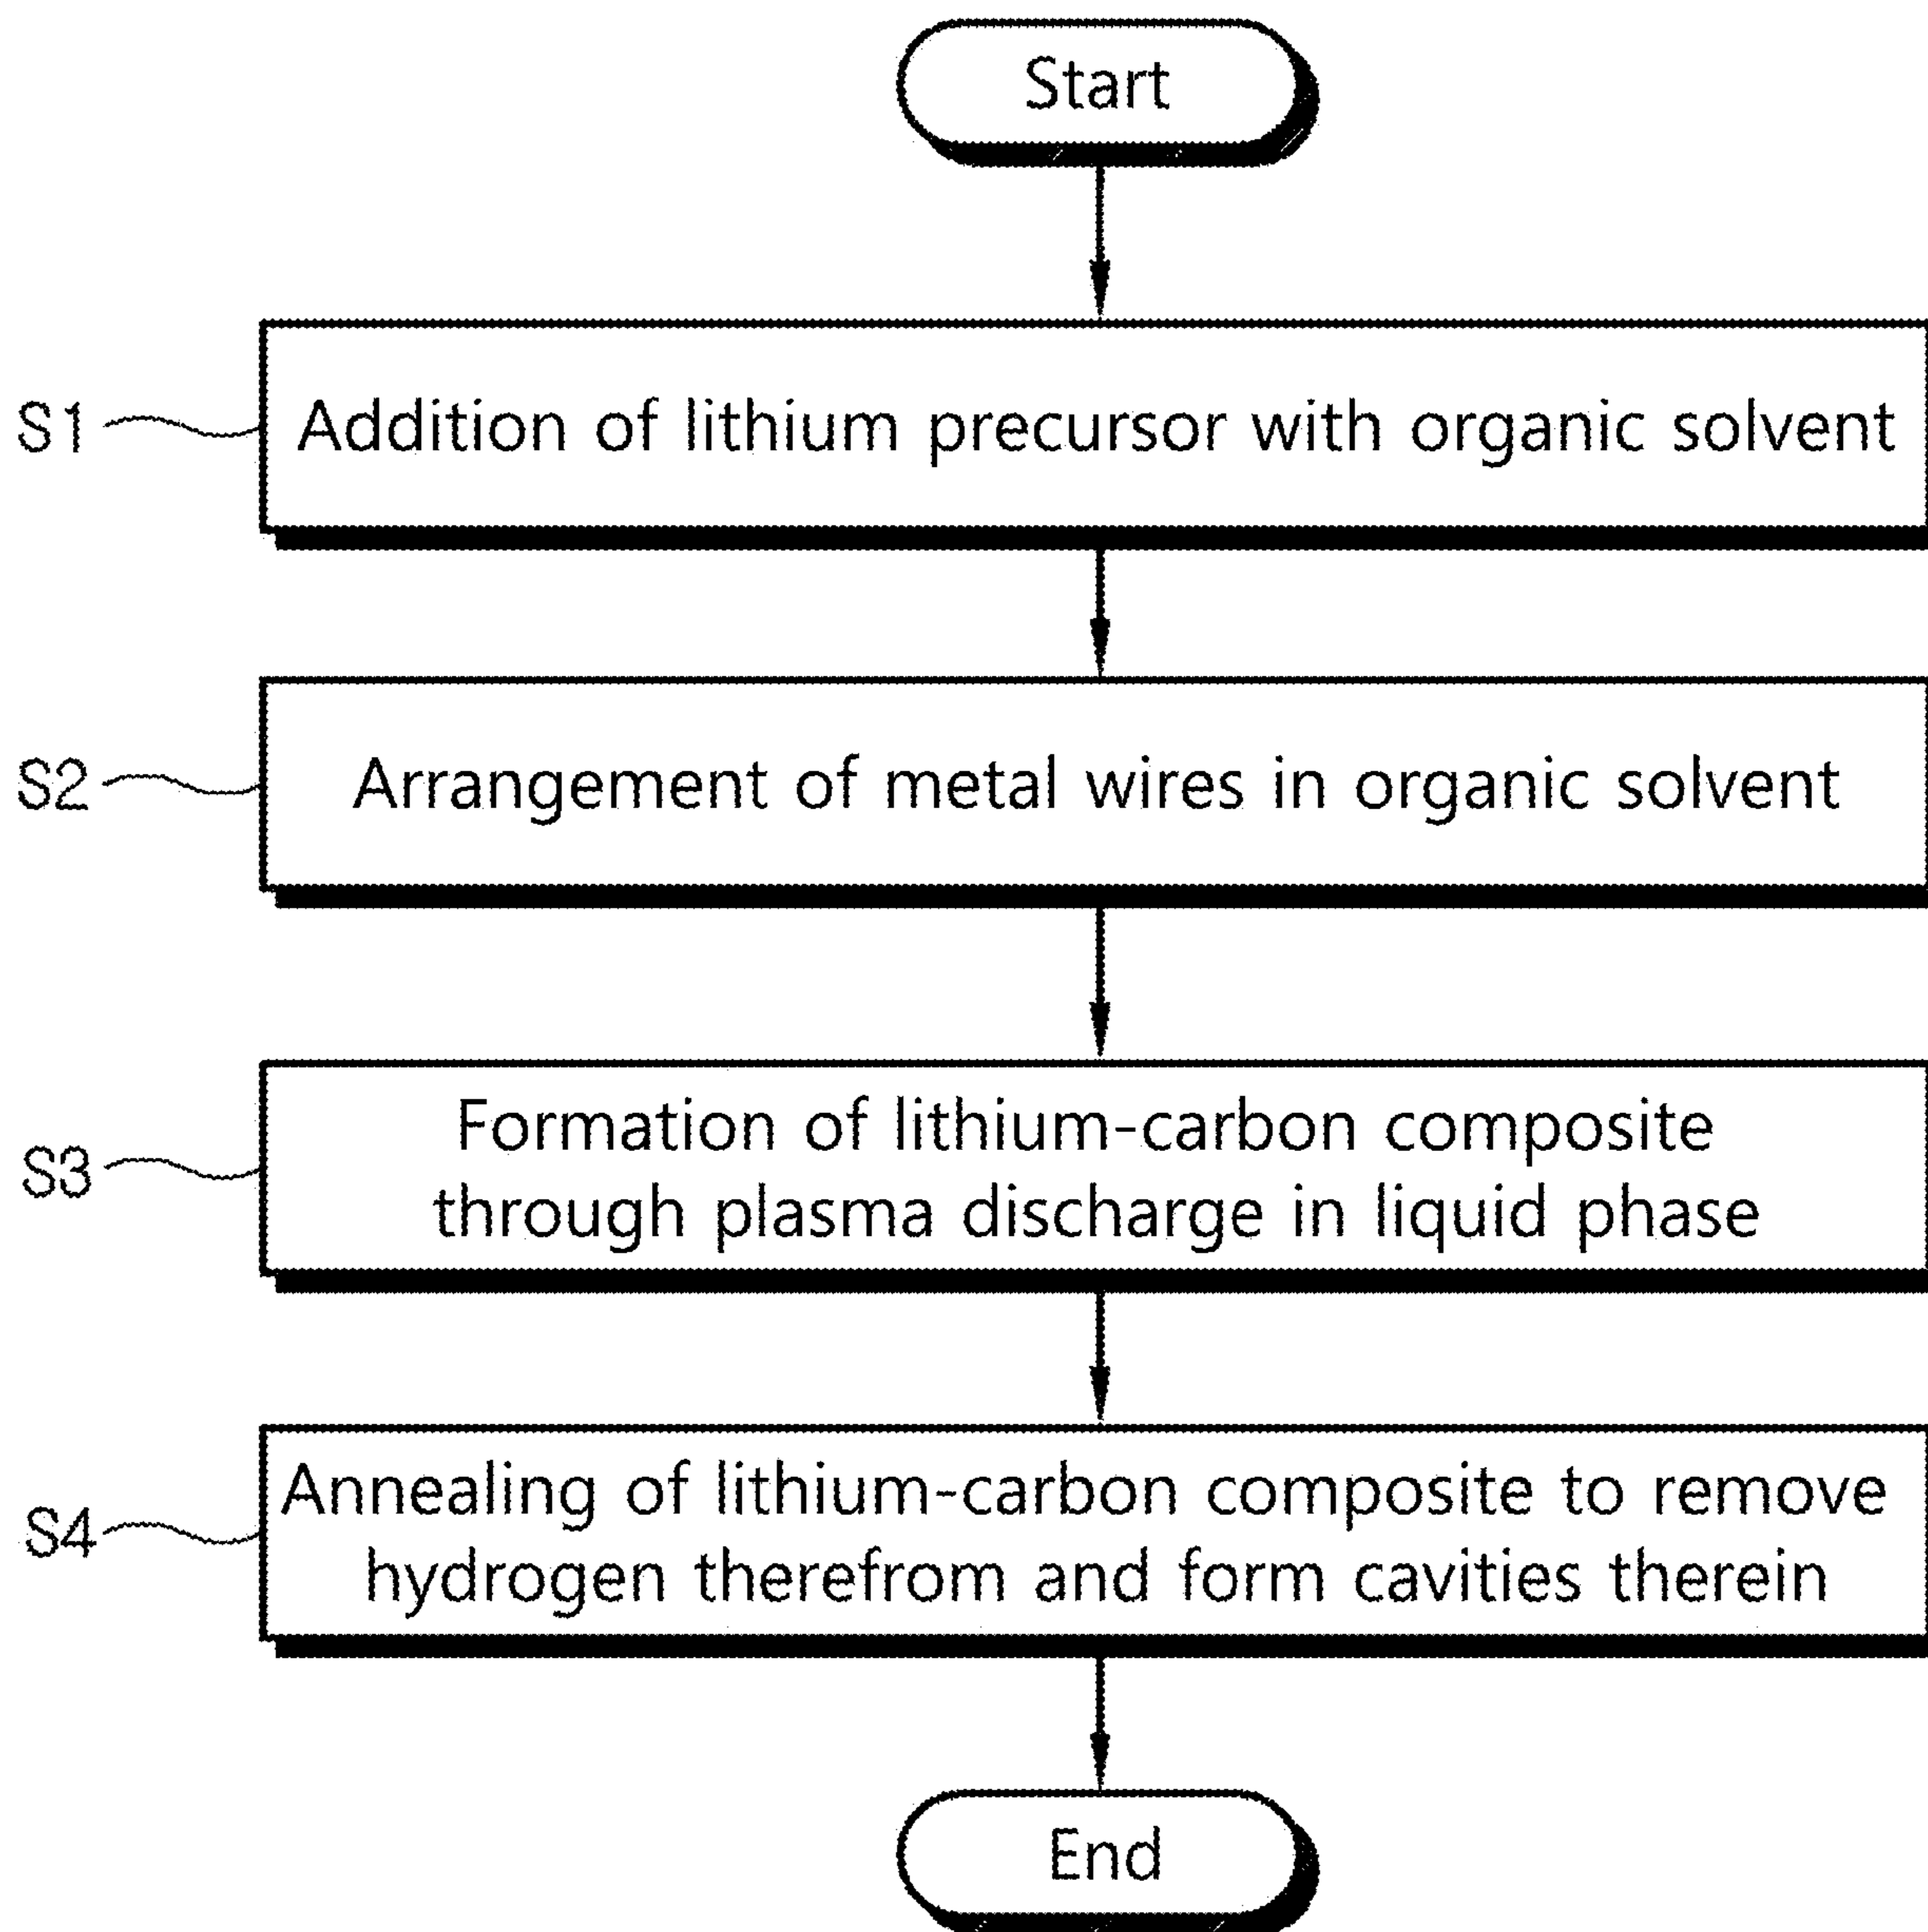 Start
S1
Addition of lithium precursor with organic solvent
S2
Arrangement of metal wires in organic solvent
S3
Formation of lithium-carbon composite
through plasma discharge in liquid phase
S4
Annealing of lithium-carbon composite to remove
hydrogen therefrom and form cavities therein
End